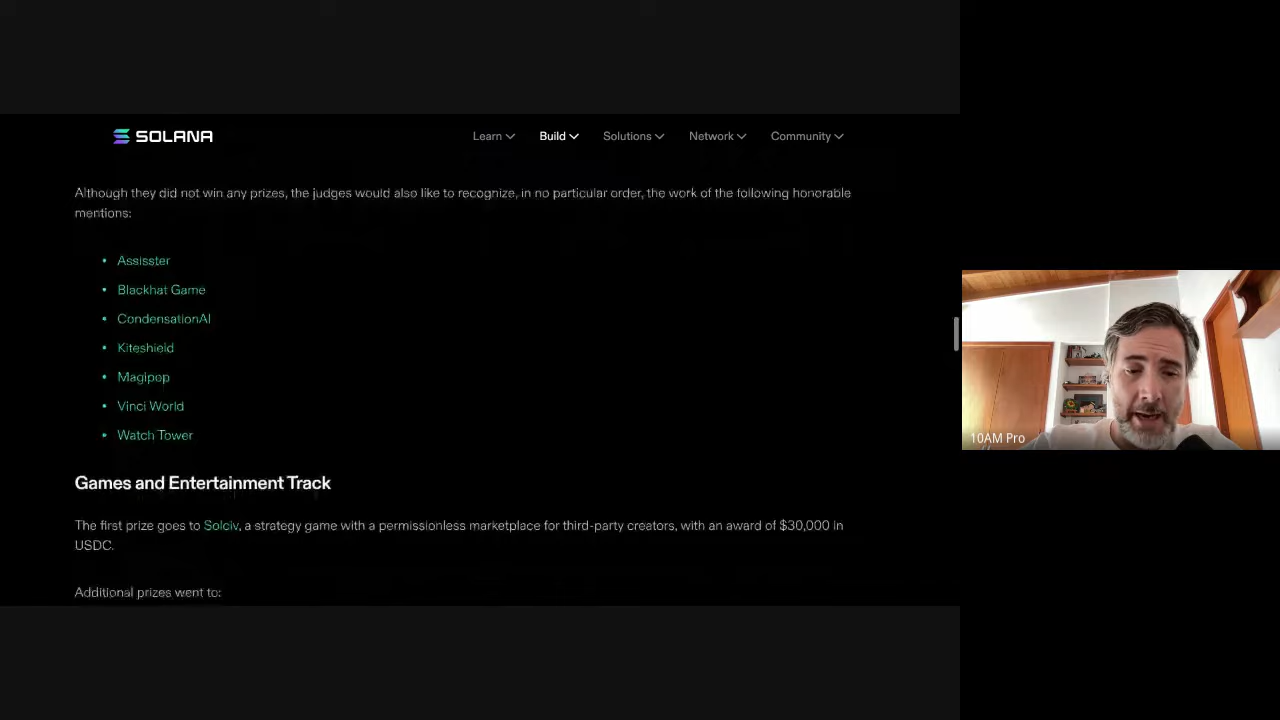 SOLANA
Learn Build Solutions Network Community
Although they did not win any prizes, the judges would also like to recognize, in no particular order, the work of the following honorable
mentions:
• Assisster
• Blackhat Game
• CondensationAI
• Kiteshield
• Magipop
• Vinci World
• Watch Tower
Games and Entertainment Track
The first prize goes to Solciv, a strategy game with a permissionless marketplace for third-party creators, with an award of $30,000 in
USDC.
Additional prizes went to:
10AM Pro